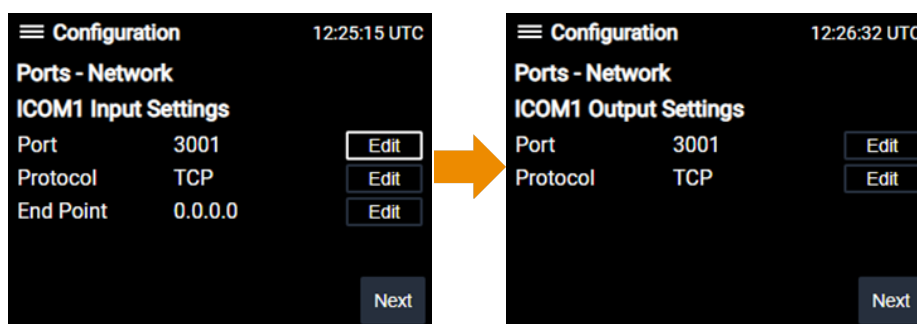 Configuration 12:25:15 UTC
Ports - Network
ICOM1 Input Settings
Port 3001 Edit
Protocol TCP Edit
End Point 0.0.0.0 Edit
Next
Configuration 12:26:32 UTC
Ports - Network
ICOM1 Output Settings
Port 3001 Edit
Protocol TCP Edit
Next